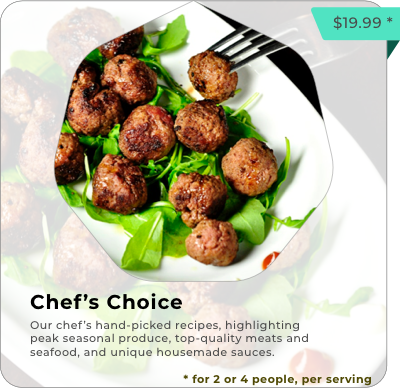 $19.99 *
Chef's Choice
Our chef's hand-picked recipes, highlighting
peak seasonal produce, top-quality meats and
seafood, and unique housemade sauces.
* for 2 or 4 people, per serving